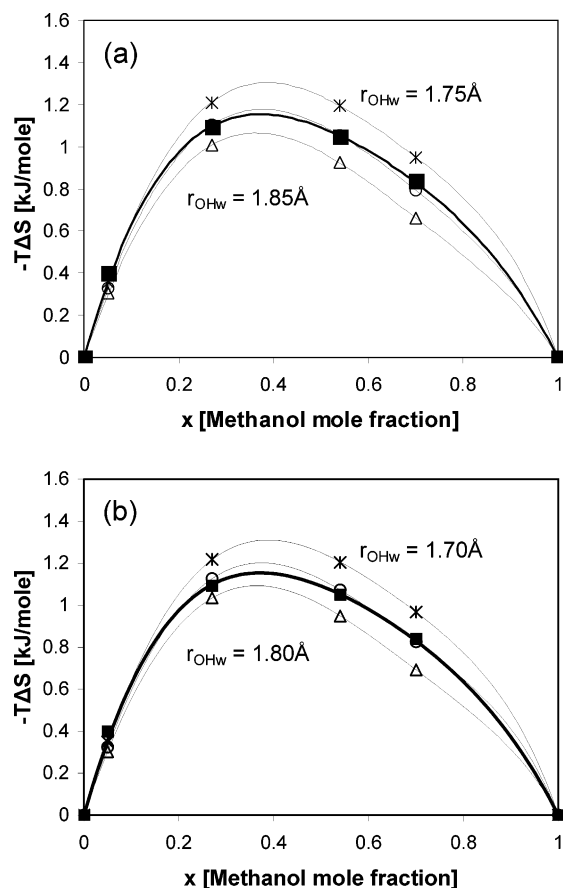 (a)
1.6
1.4
1.2
1
0.8
0.6
0.4
0.2
0
-TΔS [kJ/mole]
r_OHw = 1.75Å
r_OHw = 1.85Å
0 0.2 0.4 0.6 0.8 1
x [Methanol mole fraction]
(b)
1.6
1.4
1.2
1
0.8
0.6
0.4
0.2
0
-TΔS [kJ/mole]
r_OHw = 1.70Å
r_OHw = 1.80Å
0 0.2 0.4 0.6 0.8 1
x [Methanol mole fraction]